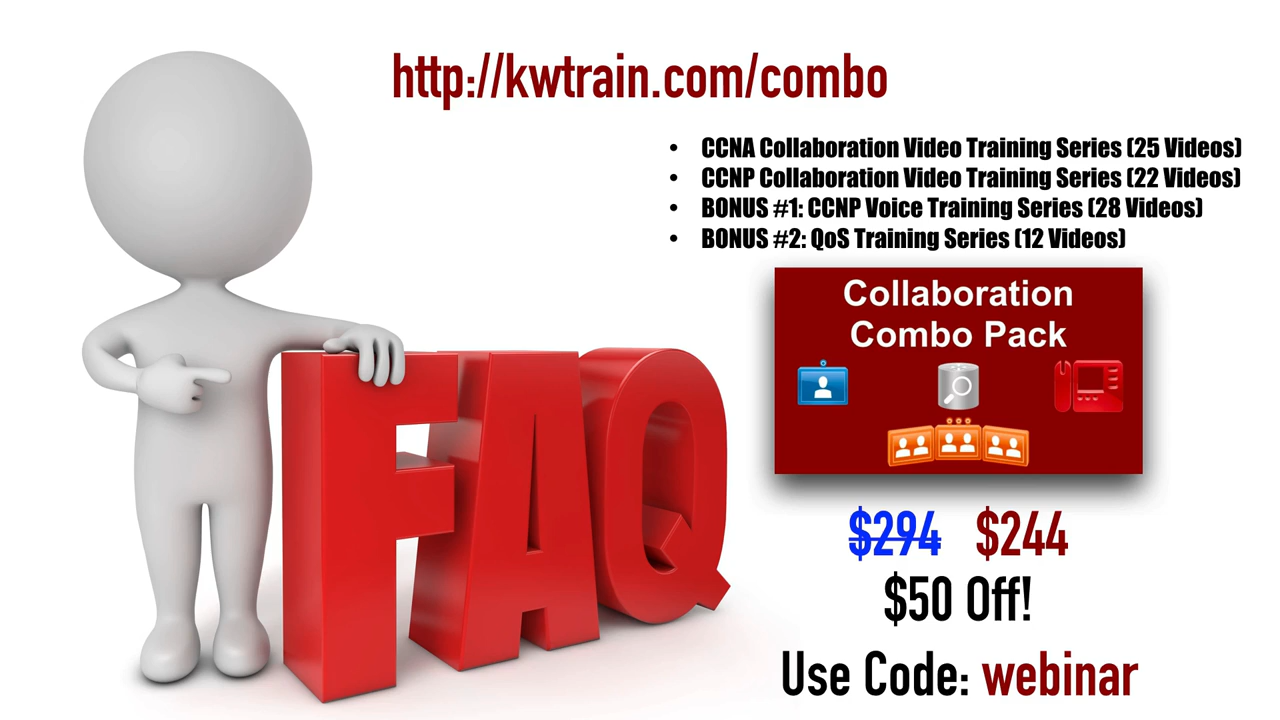 http://kwtrain.com/combo
• CCNA Collaboration Video Training Series (25 Videos)
• CCNP Collaboration Video Training Series (22 Videos)
• BONUS #1: CCNP Voice Training Series (28 Videos)
• BONUS #2: QoS Training Series (12 Videos)
Collaboration
Combo Pack
FAQ
$294 $244
$50 Off!
Use Code: webinar